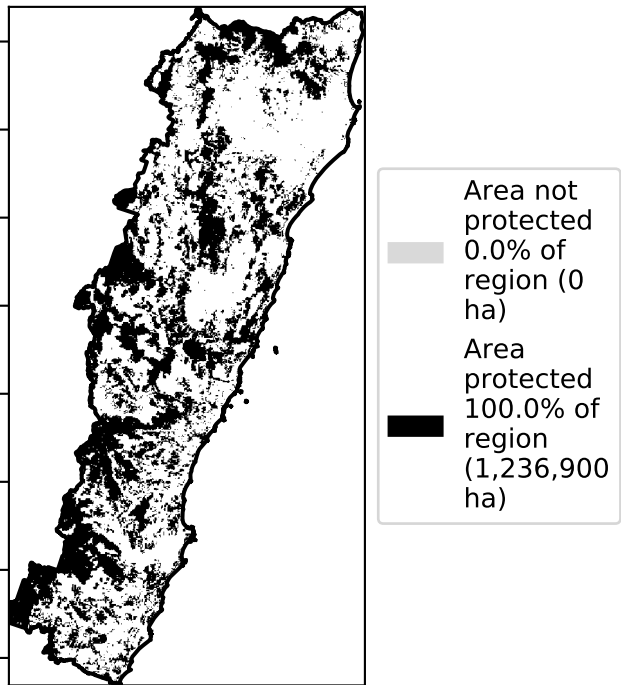 Area not
protected
0.0% of
region (0
ha)
Area
protected
100.0% of
region
(1,236,900
ha)